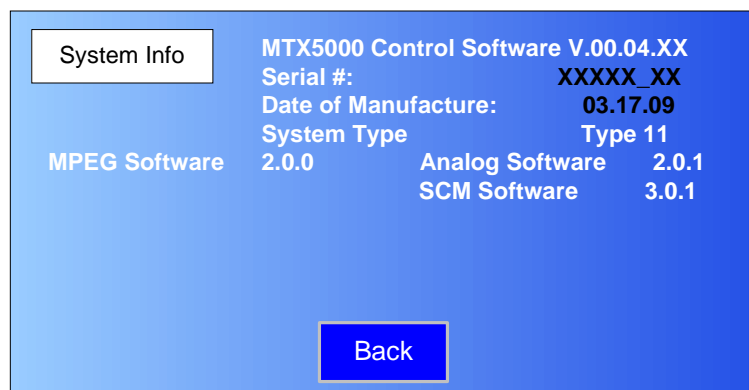 System Info
MTX5000 Control Software V.00.04.XX
Serial #: XXXXX_XX
Date of Manufacture: 03.17.09
System Type Type 11
MPEG Software 2.0.0 Analog Software 2.0.1
SCM Software 3.0.1
Back